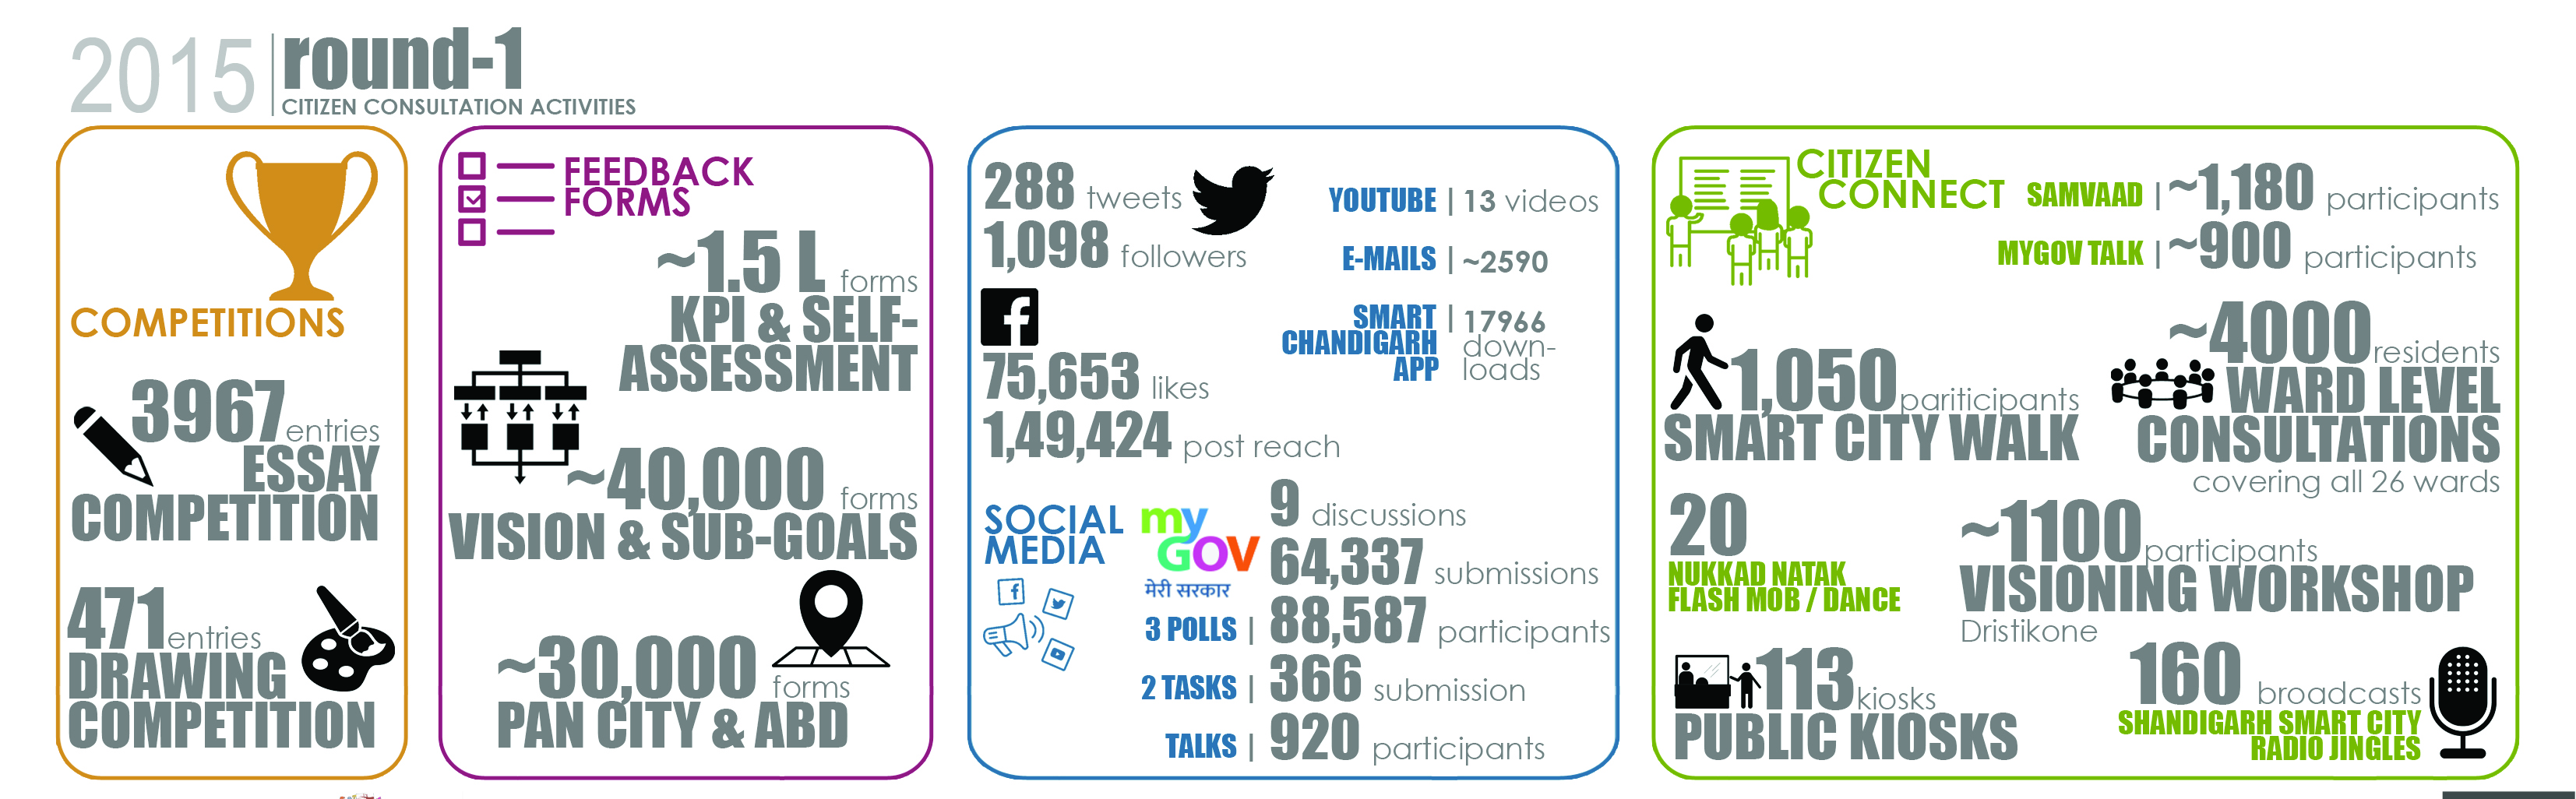 2015 round-1
CITIZEN CONSULTATION ACTIVITIES
COMPETITIONS
3967 entries
ESSAY
COMPETITION
471 entries
DRAWING
COMPETITION
FEEDBACK
FORMS
~1.5 L forms
KPI & SELF-
ASSESSMENT
~40,000 forms
VISION & SUB-GOALS
~30,000 forms
PAN CITY & ABD
288 tweets
1,098 followers
75,653 likes
1,49,424 post reach
YOUTUBE | 13 videos
E-MAILS | ~2590
SMART | 17966
CHANDIGARH down-
APP loads
SOCIAL
MEDIA
my
GOV
मेरी सरकार
9 discussions
64,337 submissions
3 POLLS | 88,587 participants
2 TASKS | 366 submission
TALKS | 920 participants
CITIZEN
CONNECT
SAMVAAD | ~1,180 participants
MYGOV TALK | ~900 participants
1,050 pariticipants
SMART CITY WALK
~4000 residents
WARD LEVEL
CONSULTATIONS
covering all 26 wards
20
NUKKAD NATAK
FLASH MOB / DANCE
~1100 participants
VISIONING WORKSHOP
Dristikone
113 kiosks
PUBLIC KIOSKS
160 broadcasts
SHANDIGARH SMART CITY
RADIO JINGLES